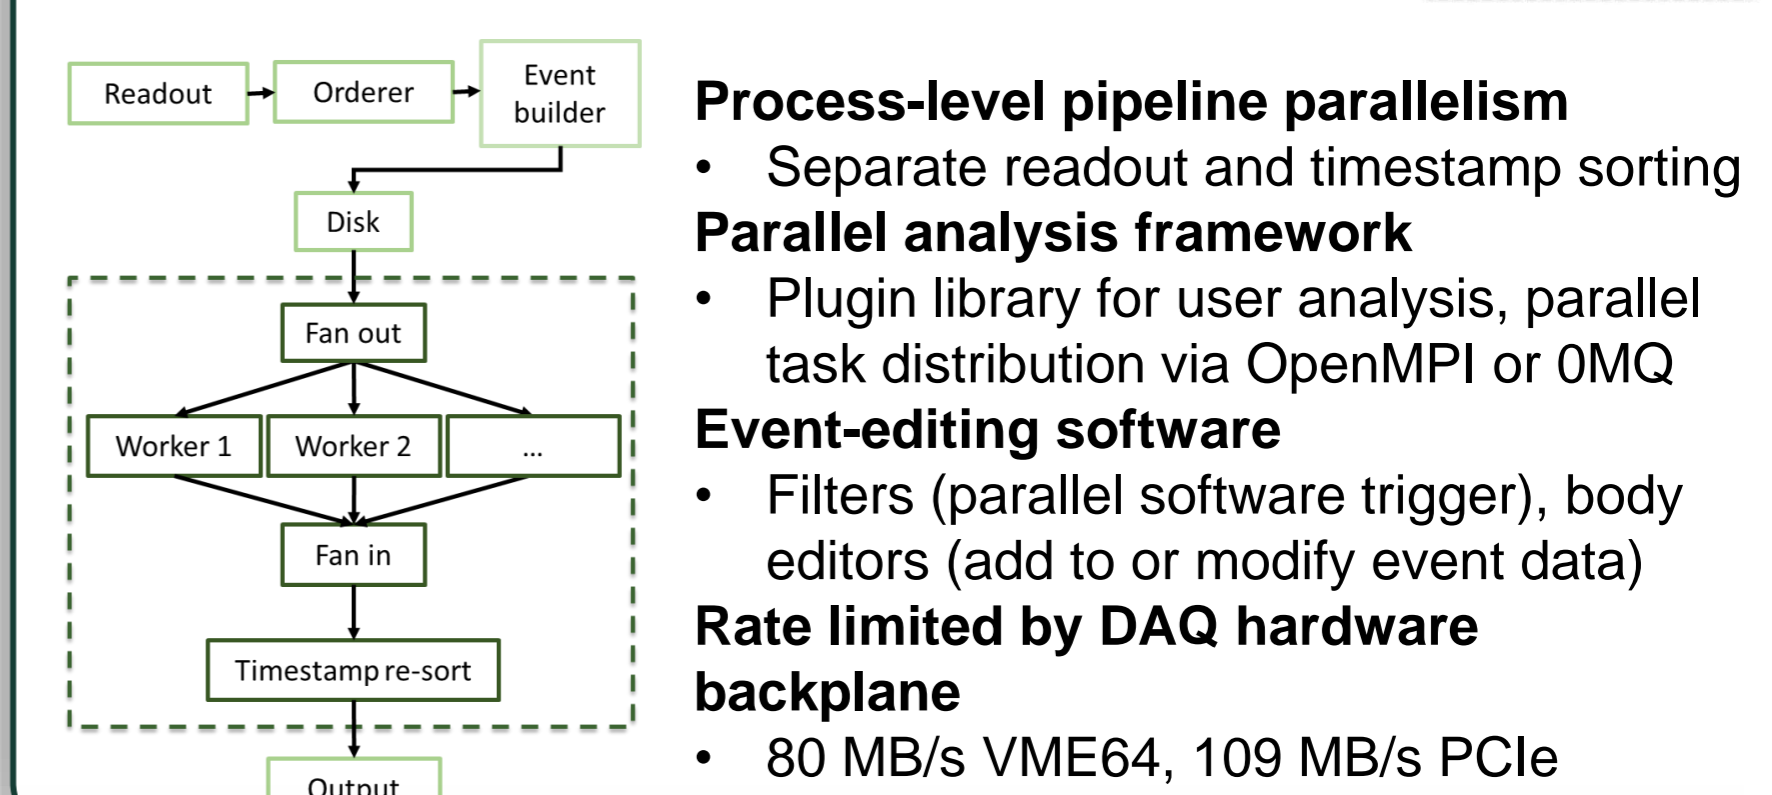 Readout
Orderer
Event
builder
Disk
Fan out
Worker 1
Worker 2
...
Fan in
Timestamp re-sort
Output
Process-level pipeline parallelism
• Separate readout and timestamp sorting
Parallel analysis framework
• Plugin library for user analysis, parallel
task distribution via OpenMPI or 0MQ
Event-editing software
• Filters (parallel software trigger), body
editors (add to or modify event data)
Rate limited by DAQ hardware
backplane
• 80 MB/s VME64, 109 MB/s PCIe